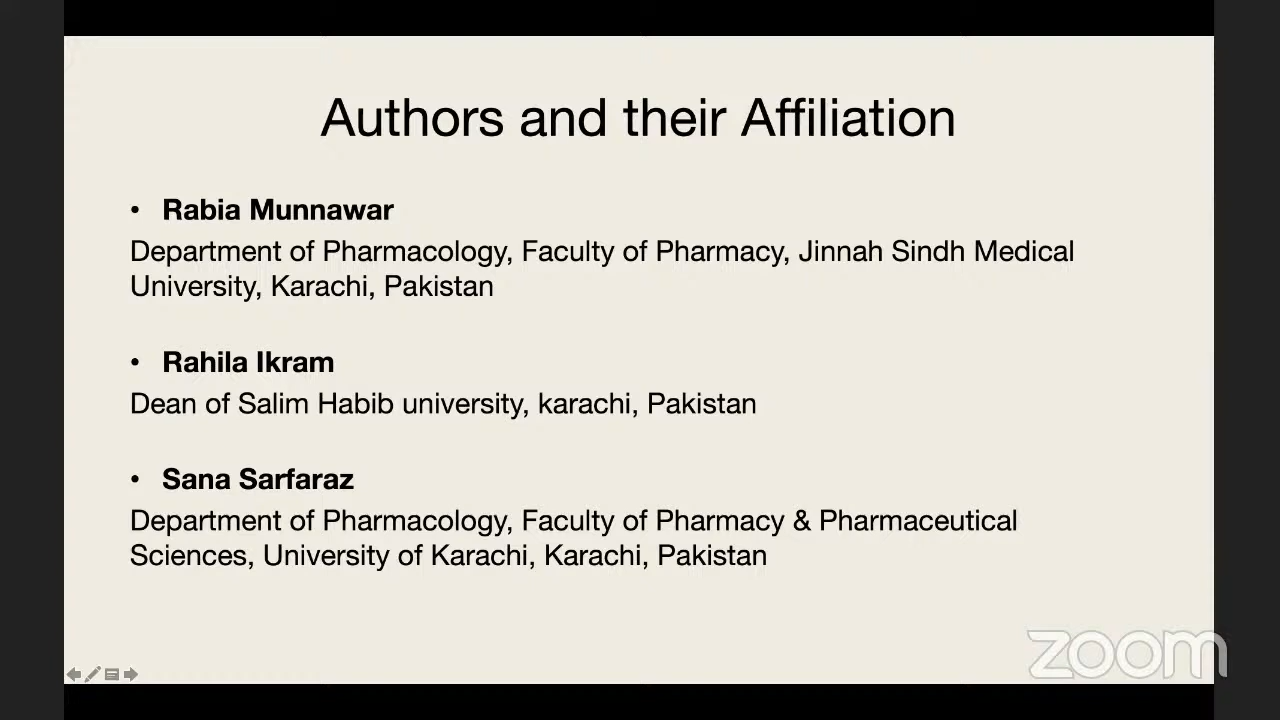 Authors and their Affiliation
• Rabia Munnawar
Department of Pharmacology, Faculty of Pharmacy, Jinnah Sindh Medical
University, Karachi, Pakistan
• Rahila Ikram
Dean of Salim Habib university, karachi, Pakistan
• Sana Sarfaraz
Department of Pharmacology, Faculty of Pharmacy & Pharmaceutical
Sciences, University of Karachi, Karachi, Pakistan
zoom